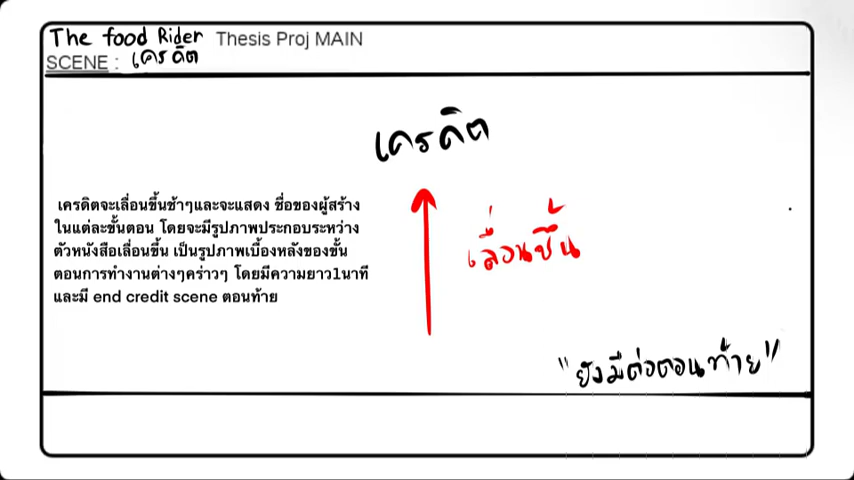 The food Rider Thesis Proj MAIN
SCENE : เครดิต
เครดิต
เครดิตจะเลื่อนขึ้นช้าๆและจะแสดง ชื่อของผู้สร้าง
ในแต่ละขั้นตอน โดยจะมีรูปภาพประกอบระหว่าง
ตัวหนังสือเลื่อนขึ้น เป็นรูปภาพเบื้องหลังของขั้น
ตอนการทำงานต่างๆคร่าวๆ โดยมีความยาว1นาที
และมี end credit scene ตอนท้าย
เลื่อนขึ้น
"ยังมีต่อตอนท้าย"